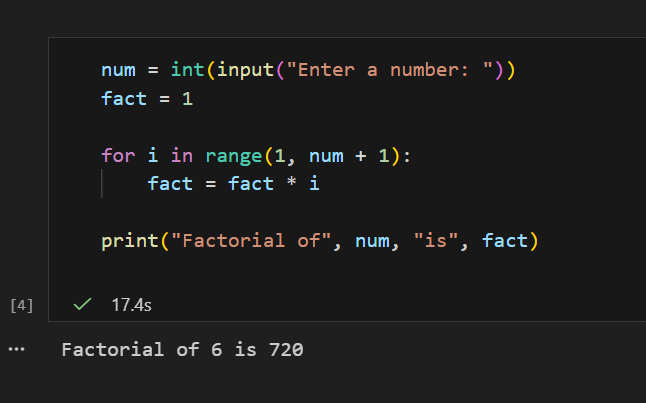 num = int(input("Enter a number: "))
fact = 1
for i in range(1, num + 1):
    fact = fact * i
print("Factorial of", num, "is", fact)
[4] 17.4s
... Factorial of 6 is 720